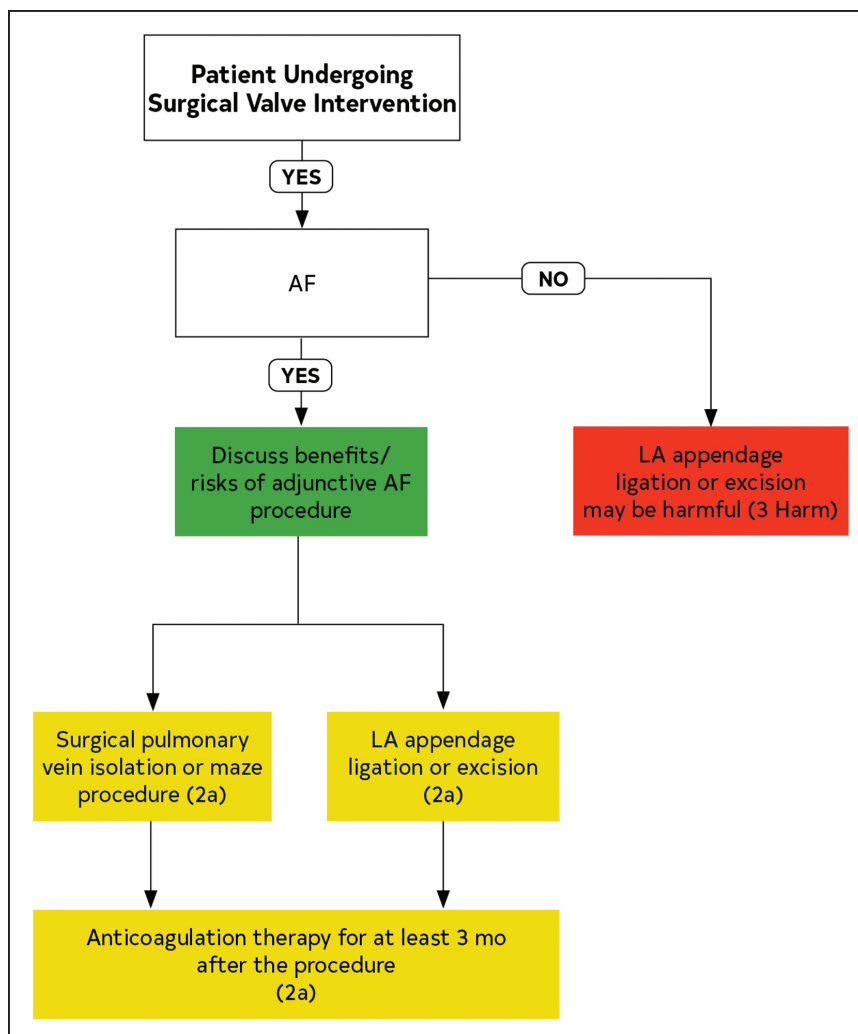 Patient Undergoing
Surgical Valve Intervention
YES
AF
NO
YES
Discuss benefits/
risks of adjunctive AF
procedure
LA appendage
ligation or excision
may be harmful (3 Harm)
Surgical pulmonary
vein isolation or maze
procedure (2a)
LA appendage
ligation or excision
(2a)
Anticoagulation therapy for at least 3 mo
after the procedure
(2a)